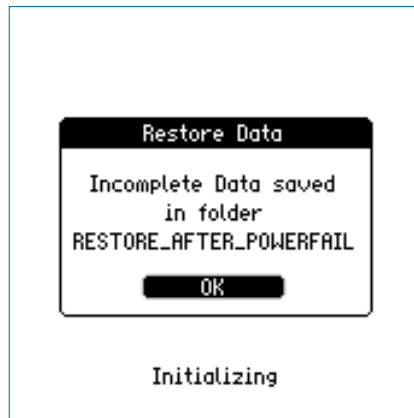 Restore Data
Incomplete Data saved
in folder
RESTORE_AFTER_POWERFAIL
OK
Initializing